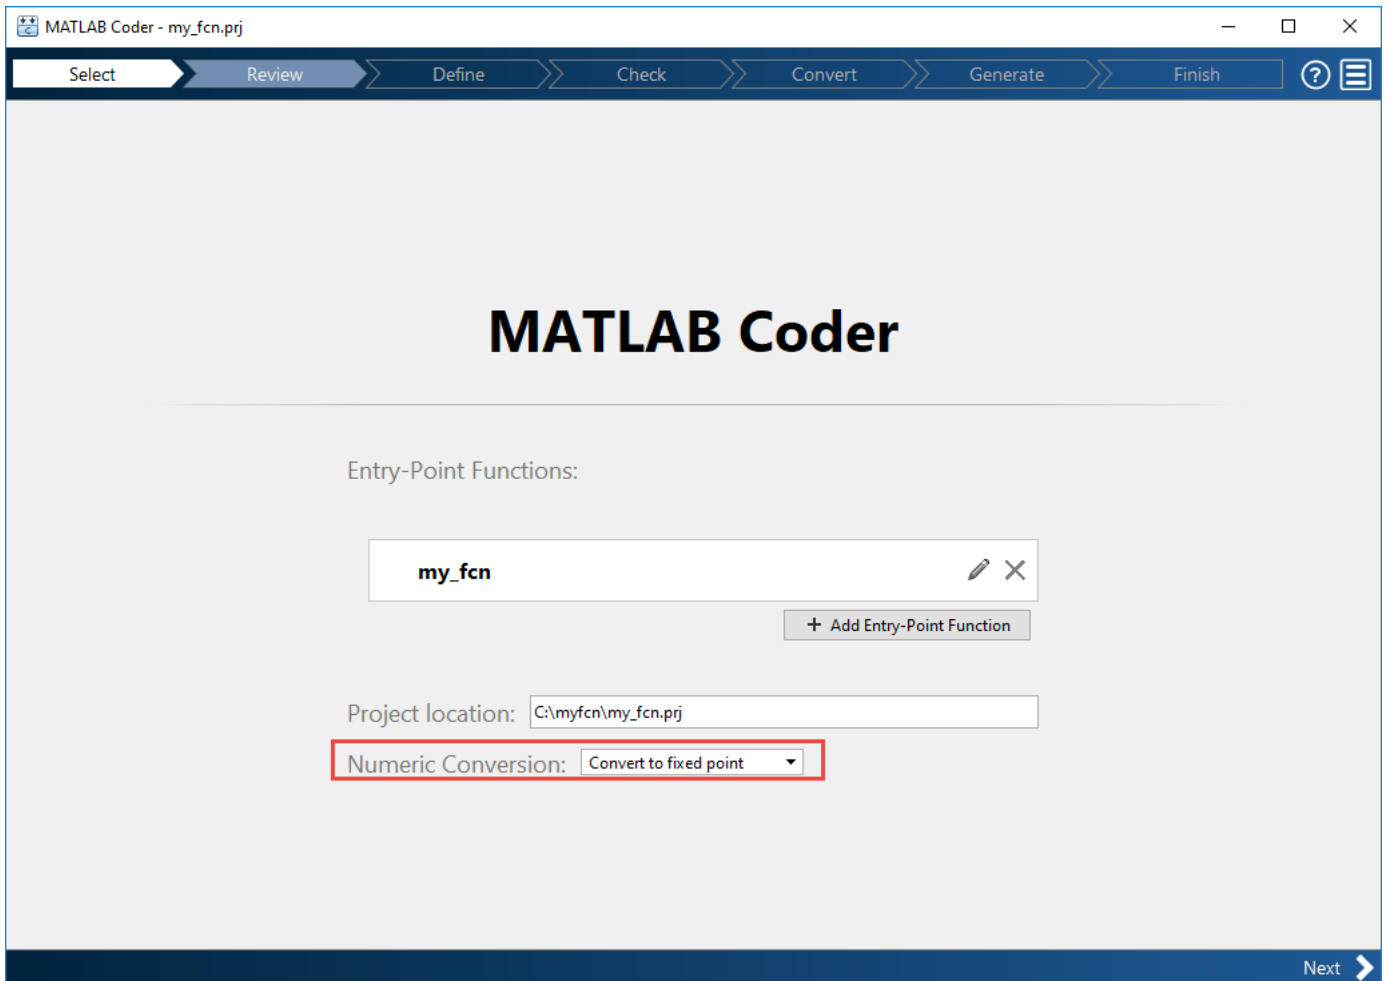 MATLAB Coder - my_fcn.prj
Select Review Define Check Convert Generate Finish ?
MATLAB Coder
Entry-Point Functions:
my_fcn
+ Add Entry-Point Function
Project location: C:\myfcn\my_fcn.prj
Numeric Conversion: Convert to fixed point
Next